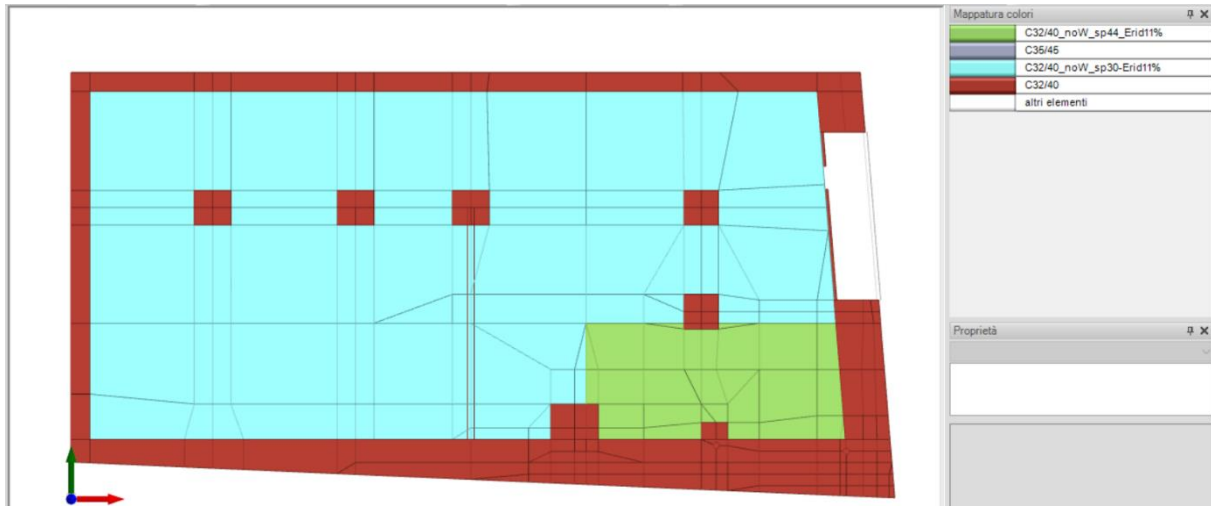 Mappatura colori
C32/40_noW_sp44_Erid11%
C35/45
C32/40_noW_sp30-Erid11%
C32/40
altri elementi
Proprietà